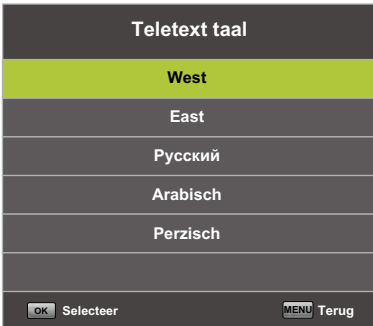 Teletext taal
West
East
Русский
Arabisch
Perzisch
OK Selecteer MENU Terug